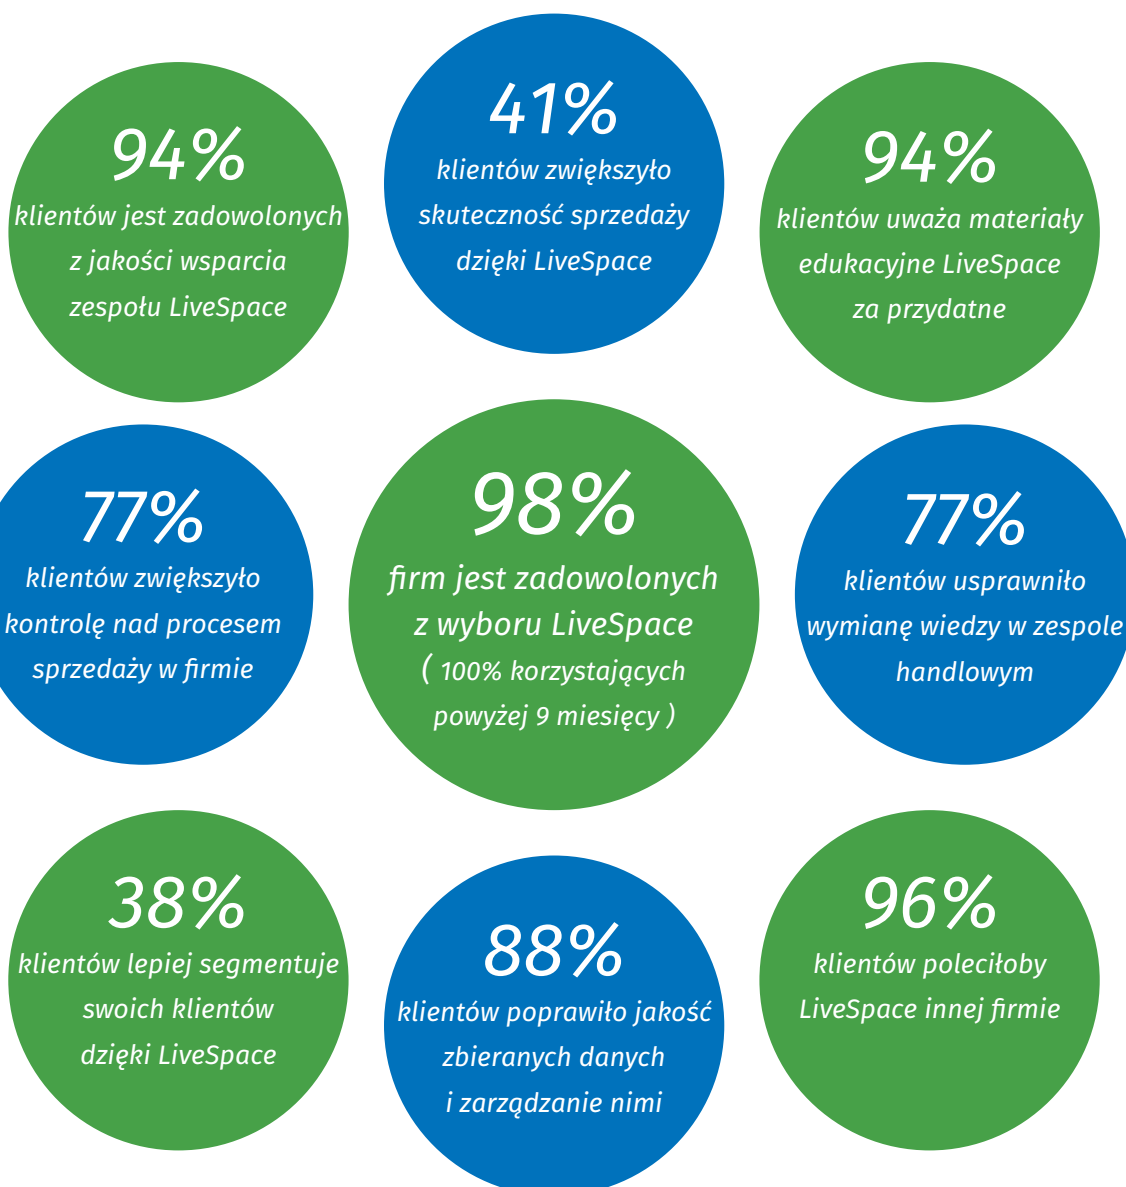 94%
klientów jest zadowolonych
z jakości wsparcia
zespołu LiveSpace
41%
klientów zwiększyło
skuteczność sprzedaży
dzięki LiveSpace
94%
klientów uważa materiały
edukacyjne LiveSpace
za przydatne
77%
klientów zwiększyło
kontrolę nad procesem
sprzedaży w firmie
98%
firm jest zadowolonych
z wyboru LiveSpace
( 100% korzystających
powyżej 9 miesięcy )
77%
klientów usprawniło
wymianę wiedzy w zespole
handlowym
38%
klientów lepiej segmentuje
swoich klientów
dzięki LiveSpace
88%
klientów poprawiło jakość
zbieranych danych
i zarządzanie nimi
96%
klientów poleciłoby
LiveSpace innej firmie